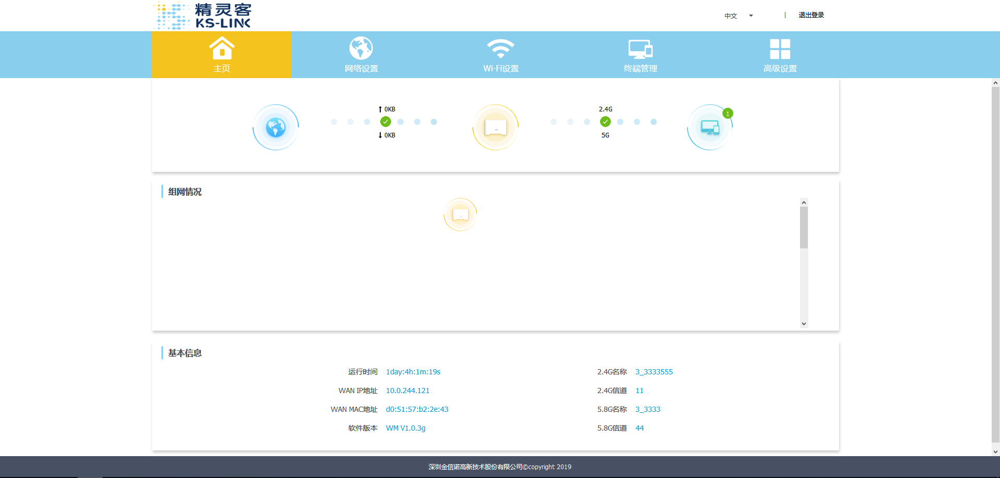 精灵客
KS-LINK
中文
|
退出登录
主页
网络设置
Wi-Fi设置
终端管理
高级设置
0KB
0KB
2.4G
5G
1
组网情况
基本信息
运行时间 1day:4h:1m:19s
2.4G名称 3_3333555
WAN IP地址 10.0.244.121
2.4G信道 11
WAN MAC地址 d0:51:57:b2:2e:43
5.8G名称 3_3333
软件版本 WM V1.0.3g
5.8G信道 44
深圳金信诺高新技术股份有限公司©copyright 2019